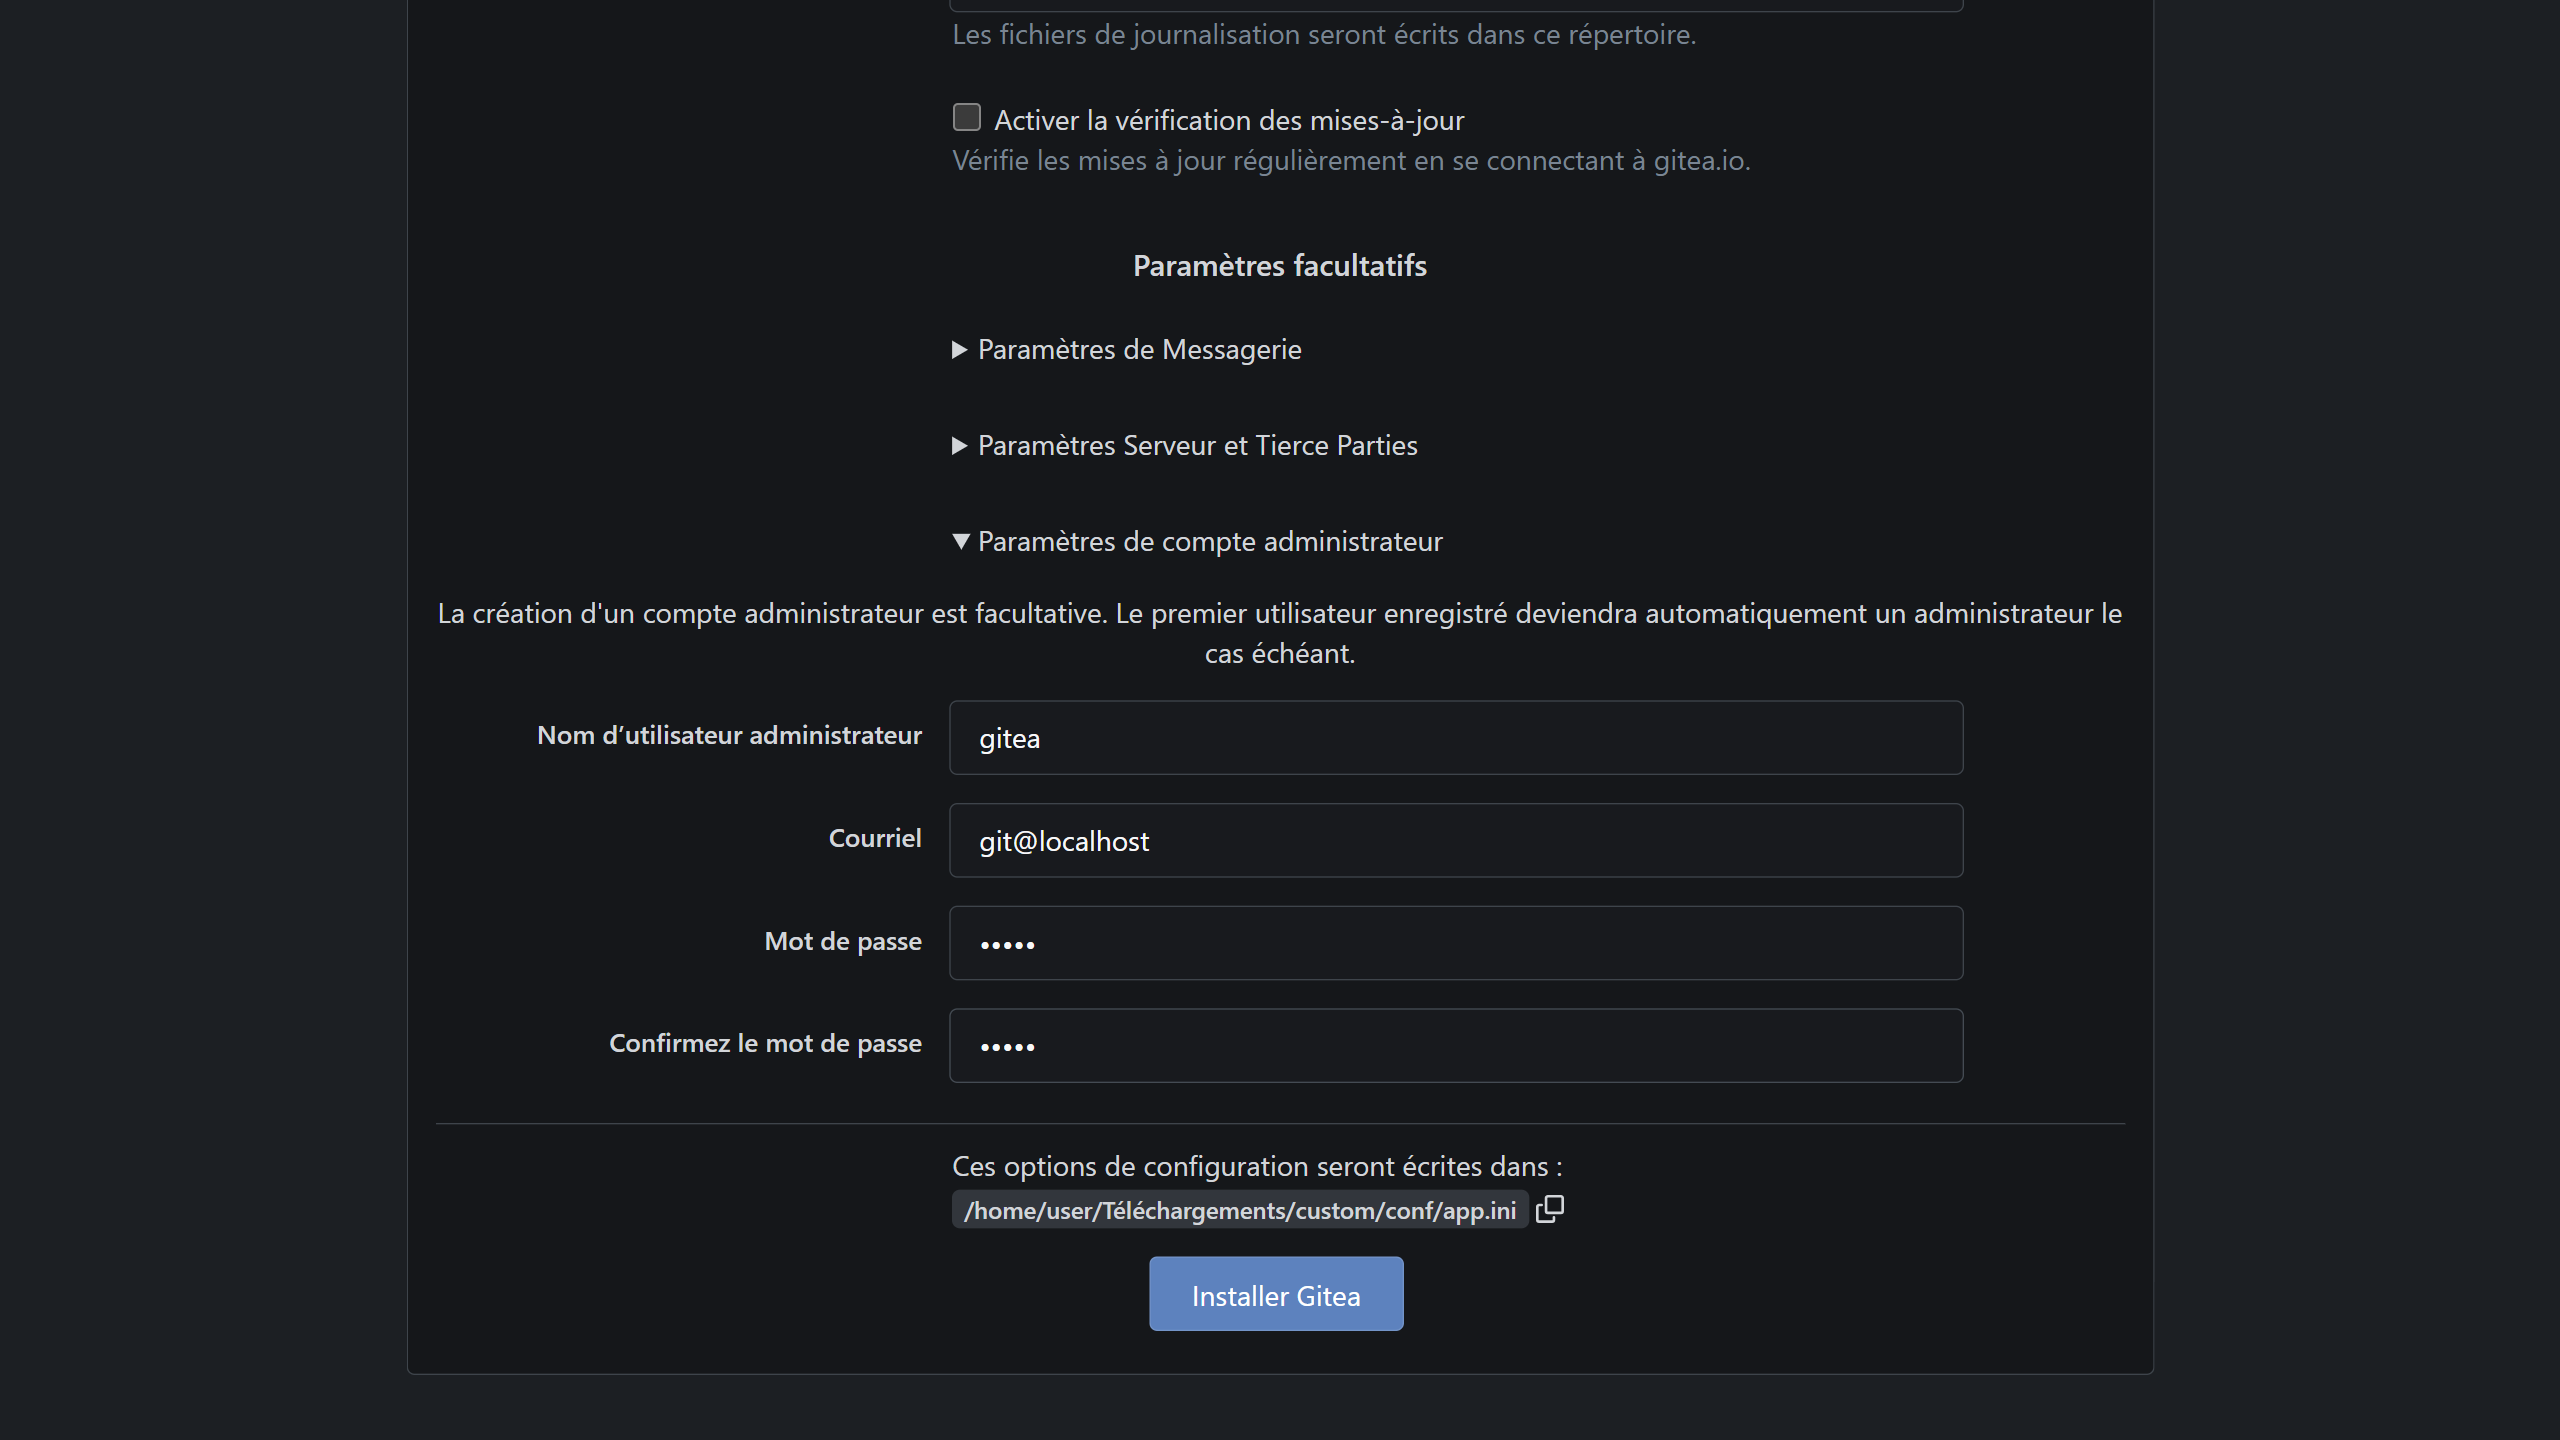 Les fichiers de journalisation seront écrits dans ce répertoire.
Activer la vérification des mises-à-jour
Vérifie les mises à jour régulièrement en se connectant à gitea.io.
Paramètres facultatifs
Paramètres de Messagerie
Paramètres Serveur et Tierce Parties
Paramètres de compte administrateur
La création d'un compte administrateur est facultative. Le premier utilisateur enregistré deviendra automatiquement un administrateur le
cas échéant.
Nom d’utilisateur administrateur
gitea
Courriel
git@localhost
Mot de passe
•••••
Confirmez le mot de passe
•••••
Ces options de configuration seront écrites dans :
/home/user/Téléchargements/custom/conf/app.ini
Installer Gitea